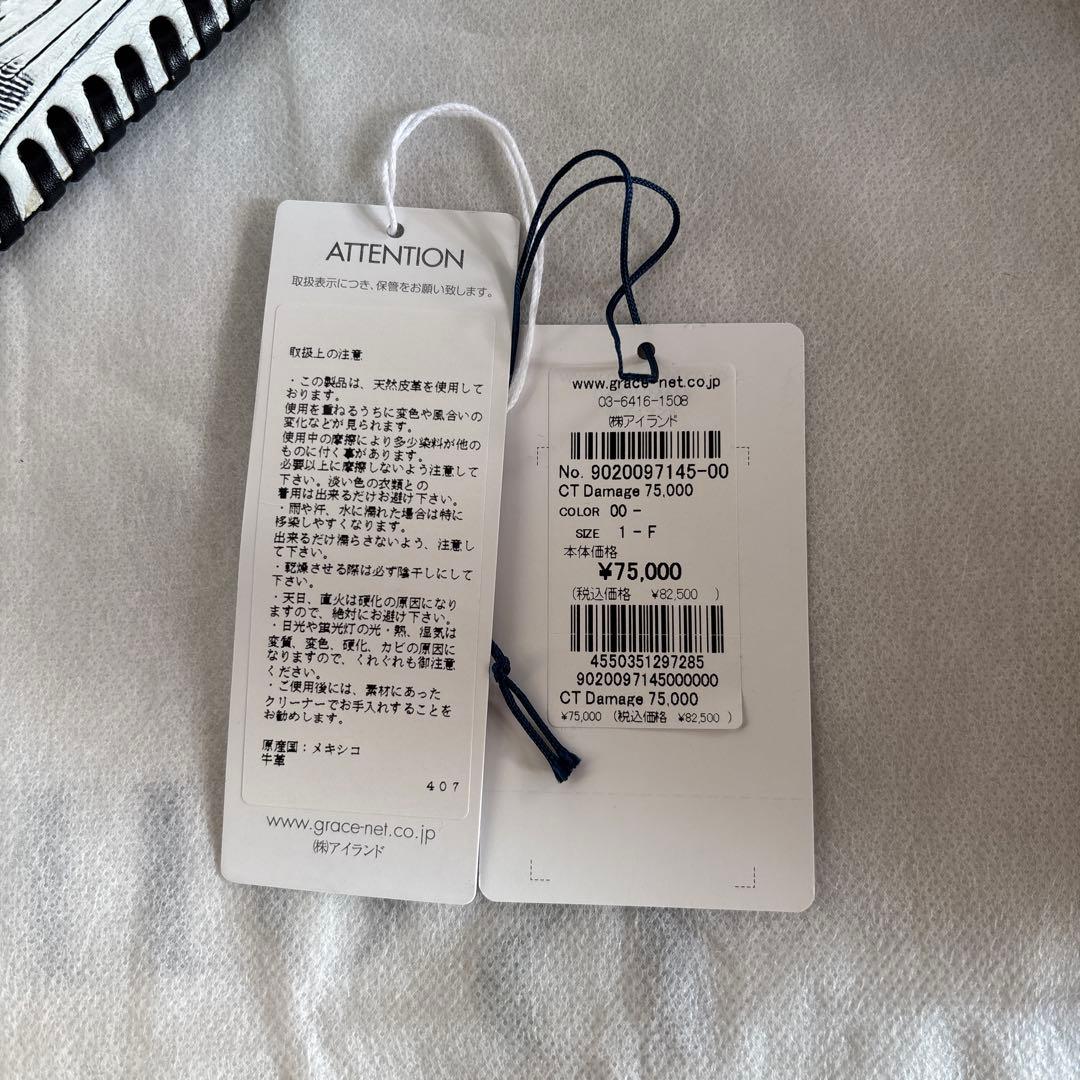 ATTENTION
取扱表示につき、保管をお願い致します。
取扱上の注意
・この製品は、天然皮革を使用して
おります。
使用を重ねるうちに変色や風合いの
変化などが見られます。
使用中の摩擦により多少染料が他の
ものに付く事があります。
必要以上に摩擦しないよう注意して
下さい。淡い色の衣類との
着用は出来るだけお避け下さい。
・雨や汗、水に濡れた場合は特に
移染しやすくなります。
出来るだけ濡らさないよう、注意し
て下さい。
・乾燥させる際は必ず陰干しにして
下さい。
・天日、直火は硬化の原因になり
ますので、絶対にお避け下さい。
・日光や蛍光灯の光・熱、湿気は
変質、変色、硬化、カビの原因に
なりますので、くれぐれも御注意
ください。
・ご使用後には、素材にあった
クリーナーでお手入れすることを
お勧めします。
原産国：メキシコ
牛革
407
www.grace-net.co.jp
㈱アイランド
www.grace-net.co.jp
03-6416-1508
㈱アイランド
No. 9020097145-00
CT Damage 75,000
COLOR 00 -
SIZE 1 - F
本体価格
¥75,000
(税込価格 ¥82,500 )
4550351297285
9020097145000000
CT Damage 75,000
¥75,000 (税込価格 ¥82,500 )